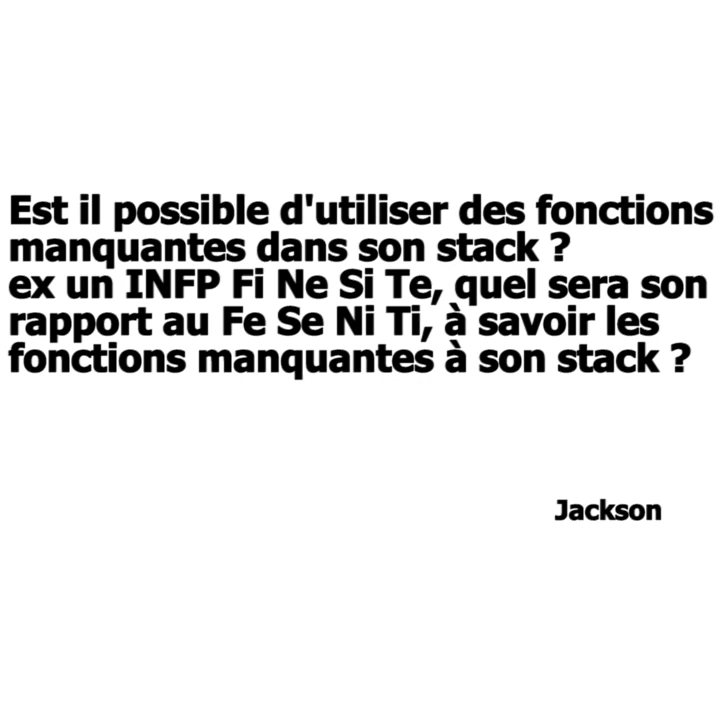 Est il possible d'utiliser des fonctions
manquantes dans son stack ?
ex un INFP Fi Ne Si Te, quel sera son
rapport au Fe Se Ni Ti, à savoir les
fonctions manquantes à son stack ?
Jackson